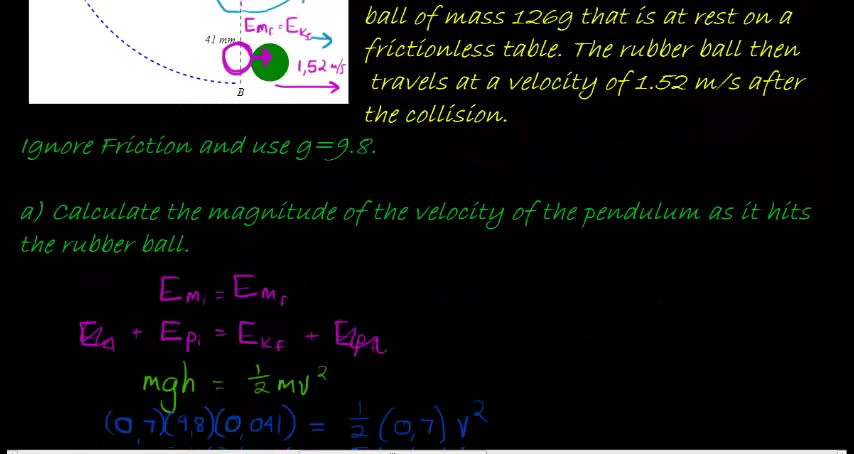 Emf = Ekf
41 mm
1,52 m/s
B
ball of mass 126g that is at rest on a
frictionless table. The rubber ball then
travels at a velocity of 1.52 m/s after
the collision.
Ignore Friction and use g=9.8.
a) Calculate the magnitude of the velocity of the pendulum as it hits
the rubber ball.
Emi = Emf
+ Epi = Ekf +
mgh = 1/2 mv²
(0,7)(9,8)(0,041) = 1/2 (0,7) v²